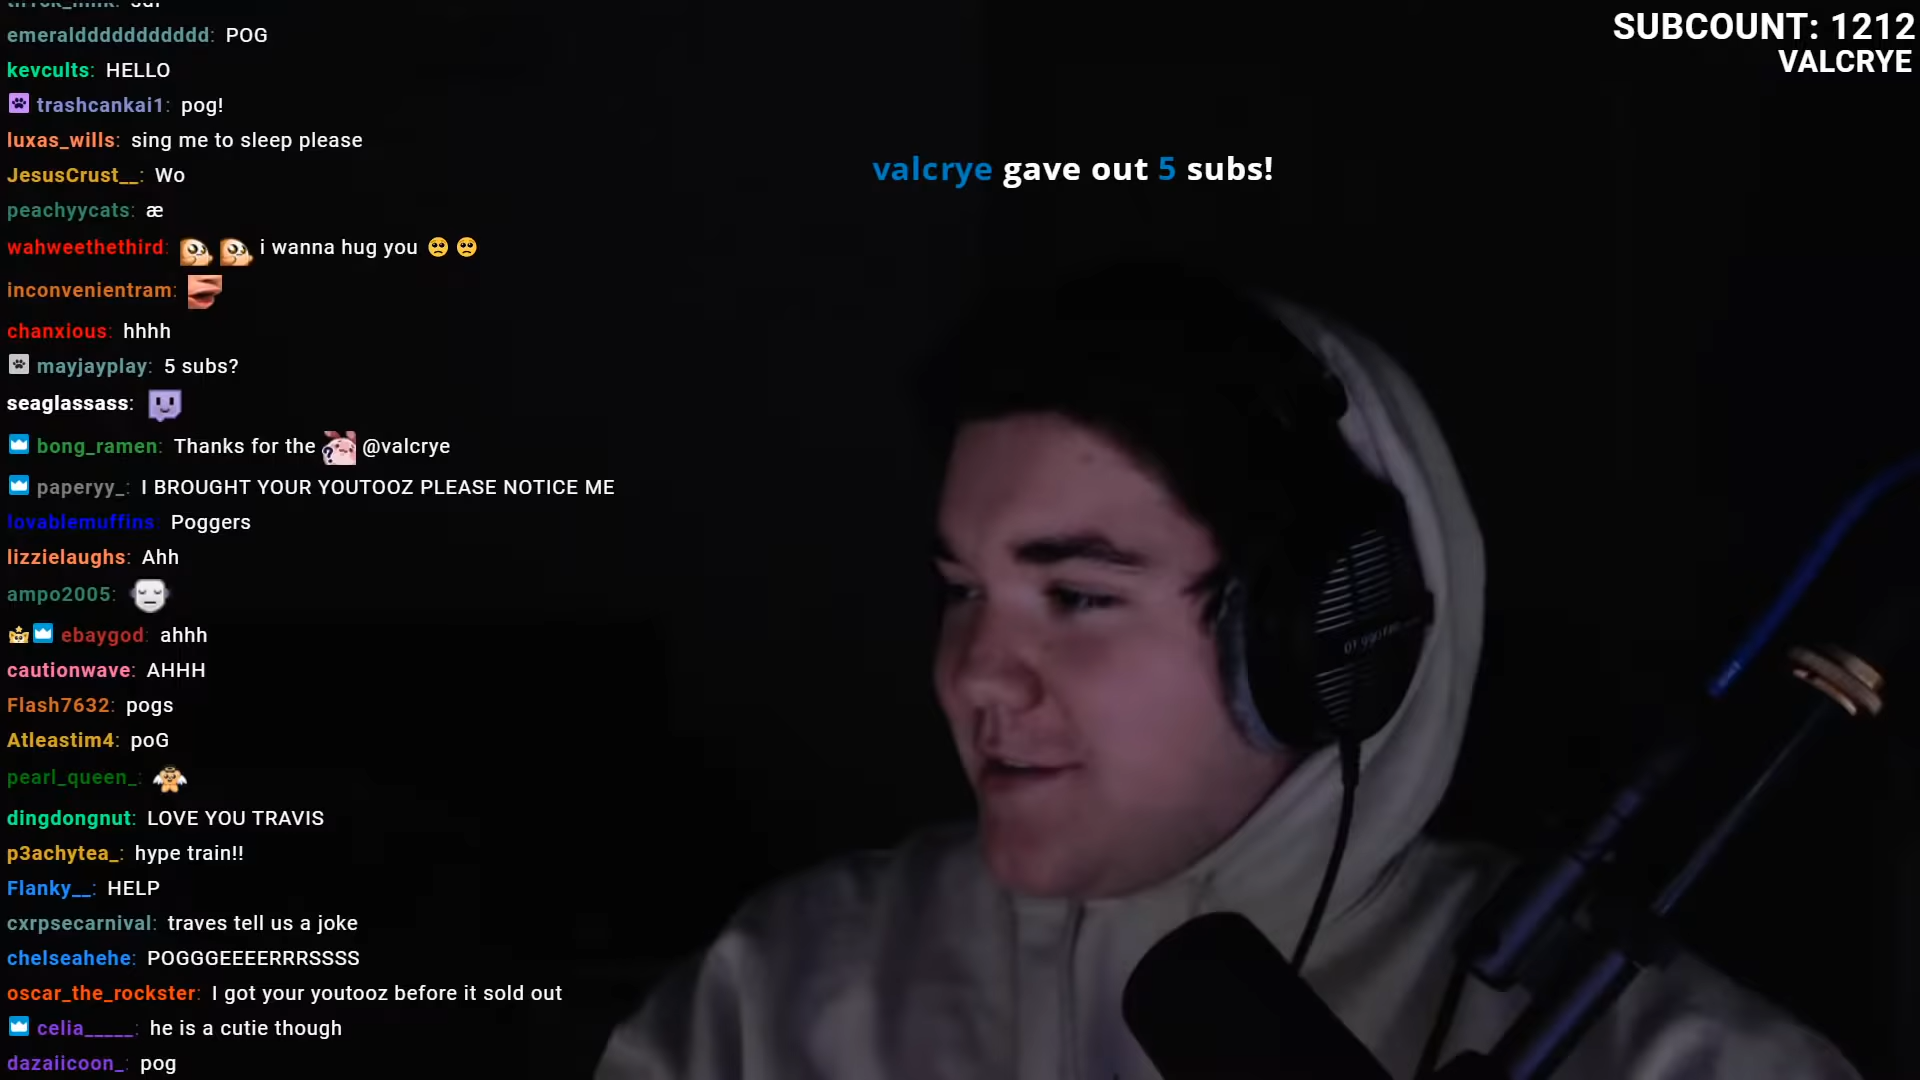 emeralddddddddddd: POG
kevcults: HELLO
trashcankai1: pog!
luxas_wills: sing me to sleep please
JesusCrust__: Wo
peachyycats: æ
wahweethethird: i wanna hug you 🥺 🥺
inconvenientram:
chanxious: hhhh
mayjayplay: 5 subs?
seaglassass:
bong_ramen: Thanks for the @valcrye
paperyy_: I BROUGHT YOUR YOUTOOZ PLEASE NOTICE ME
lovablemuffins: Poggers
lizzielaughs: Ahh
ampo2005:
ebaygod: ahhh
cautionwave: AHHH
Flash7632: pogs
Atleastim4: poG
pearl_queen_:
dingdongnut: LOVE YOU TRAVIS
p3achytea_: hype train!!
Flanky__: HELP
cxrpsecarnival: traves tell us a joke
chelseahehe: POGGGEEEERRRSSSS
oscar_the_rockster: I got your youtooz before it sold out
celia_____: he is a cutie though
dazaiicoon_: pog
valcrye gave out 5 subs!
SUBCOUNT: 1212
VALCRYE